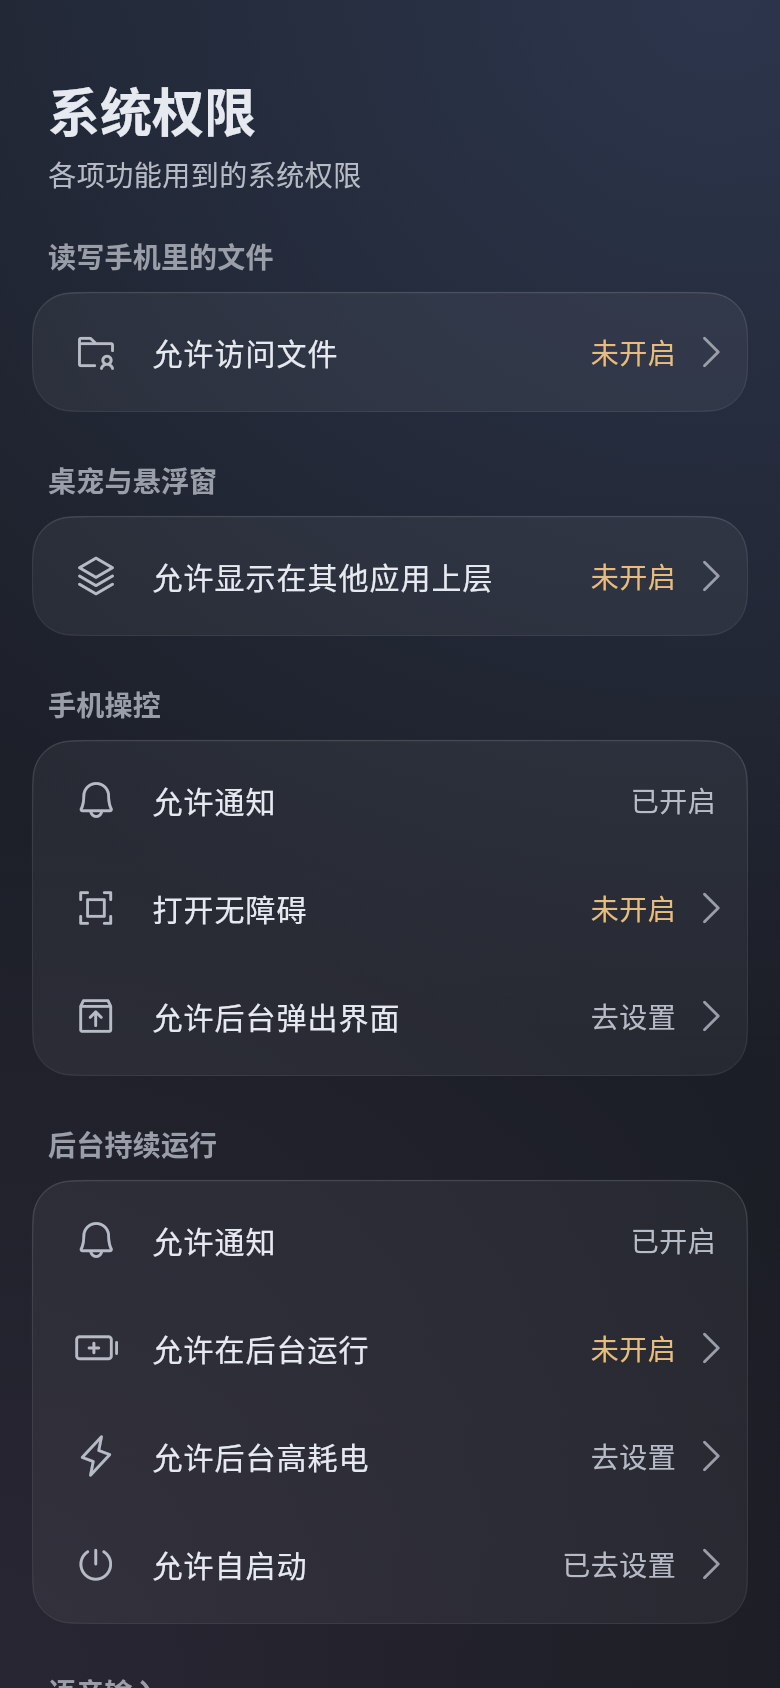 系统权限
各项功能用到的系统权限
读写手机里的文件
允许访问文件 未开启
桌宠与悬浮窗
允许显示在其他应用上层 未开启
手机操控
允许通知 已开启
打开无障碍 未开启
允许后台弹出界面 去设置
后台持续运行
允许通知 已开启
允许在后台运行 未开启
允许后台高耗电 去设置
允许自启动 已去设置
语音输入